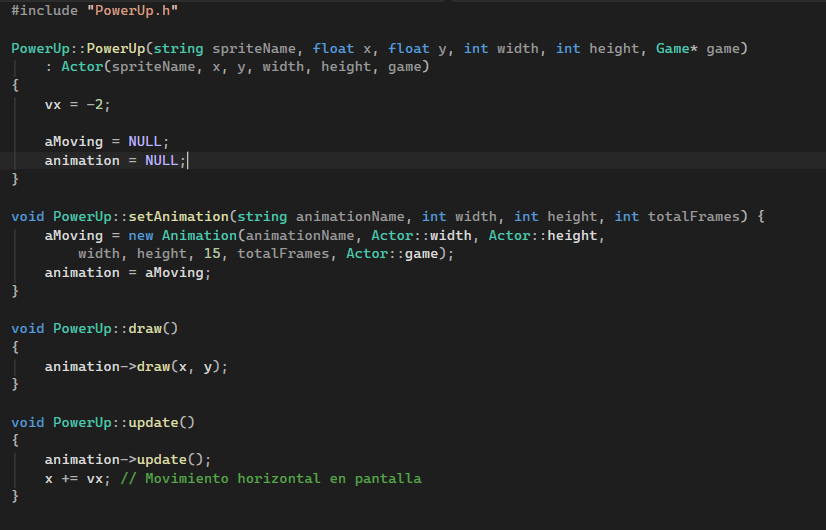 #include "PowerUp.h"
PowerUp::PowerUp(string spriteName, float x, float y, int width, int height, Game* game)
: Actor(spriteName, x, y, width, height, game)
{
vx = -2;
aMoving = NULL;
animation = NULL;
}
void PowerUp::setAnimation(string animationName, int width, int height, int totalFrames) {
aMoving = new Animation(animationName, Actor::width, Actor::height,
width, height, 15, totalFrames, Actor::game);
animation = aMoving;
}
void PowerUp::draw()
{
animation->draw(x, y);
}
void PowerUp::update()
{
animation->update();
x += vx; // Movimiento horizontal en pantalla
}